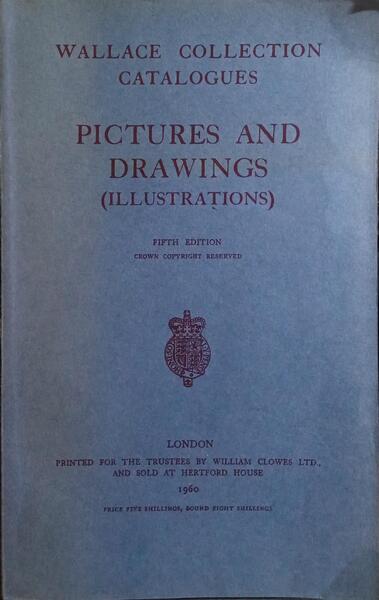 WALLACE COLLECTION
CATALOGUES
PICTURES AND
DRAWINGS
(ILLUSTRATIONS)
FIFTH EDITION
CROWN COPYRIGHT RESERVED
LONDON
PRINTED FOR THE TRUSTEES BY WILLIAM CLOWES LTD.,
AND SOLD AT HERTFORD HOUSE
1960
PRICE FIVE SHILLINGS, BOUND EIGHT SHILLINGS